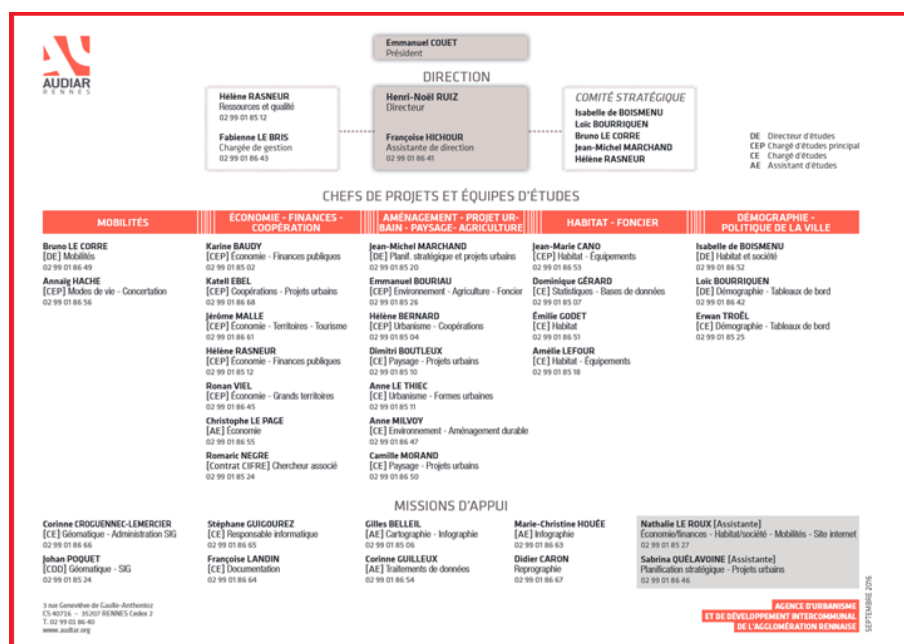 AUDIAR
RENNES
Emmanuel COUET
Président
DIRECTION
Hélène RASNEUR
Ressources et qualité
02 99 01 85 12
Fabienne LE BRIS
Chargée de gestion
02 99 01 86 43
Henri-Noël RUIZ
Directeur
Françoise HICHOUR
Assistante de direction
02 99 01 86 41
COMITÉ STRATÉGIQUE
Isabelle de BOISMENU
Loïc BOURRIQUEN
Bruno LE CORRE
Jean-Michel MARCHAND
Hélène RASNEUR
DE Directeur d'études
CEP Chargé d'études principal
CE Chargé d'études
AE Assistant d'études
CHEFS DE PROJETS ET ÉQUIPES D'ÉTUDES
MOBILITÉS
Bruno LE CORRE
[DE] Mobilités
02 99 01 86 49
Annaïg HACHE
[CEP] Modes de vie - Concertation
02 99 01 86 56
ÉCONOMIE - FINANCES -
COOPÉRATION
Karine BAUDY
[CEP] Économie - Finances publiques
02 99 01 85 02
Katell EBEL
[CEP] Coopérations - Projets urbains
02 99 01 86 68
Jérôme MALLE
[CEP] Économie - Territoires - Tourisme
02 99 01 86 61
Hélène RASNEUR
[CEP] Économie - Finances publiques
02 99 01 85 12
Ronan VIEL
[CEP] Économie - Grands territoires
02 99 01 86 45
Christophe LE PAGE
[AE] Économie
02 99 01 86 55
Romaric NEGRE
[Contrat CIFRE] Chercheur associé
02 99 01 85 24
AMÉNAGEMENT - PROJET UR-
BAIN - PAYSAGE- AGRICULTURE
Jean-Michel MARCHAND
[DE] Planif. stratégique et projets urbains
02 99 01 85 20
Emmanuel BOURIAU
[CEP] Environnement - Agriculture - Foncier
02 99 01 85 26
Hélène BERNARD
[CEP] Urbanisme - Coopérations
02 99 01 85 04
Dimitri BOUTLEUX
[CE] Paysage - Projets urbains
02 99 01 85 10
Anne LE THIEC
[CE] Urbanisme - Formes urbaines
02 99 01 85 11
Anne MILVOY
[CE] Environnement - Aménagement durable
02 99 01 86 47
Camille MORAND
[CE] Paysage - Projets urbains
02 99 01 86 50
HABITAT - FONCIER
Jean-Marie CANO
[CEP] Habitat - Équipements
02 99 01 86 53
Dominique GÉRARD
[CE] Statistiques - Bases de données
02 99 01 85 07
Émilie GODET
[CE] Habitat
02 99 01 86 51
Amélie LEFOUR
[CE] Habitat - Équipements
02 99 01 85 18
DÉMOGRAPHIE -
POLITIQUE DE LA VILLE
Isabelle de BOISMENU
[DE] Habitat et société
02 99 01 86 52
Loïc BOURRIQUEN
[DE] Démographie - Tableaux de bord
02 99 01 86 42
Erwan TROËL
[CE] Démographie - Tableaux de bord
02 99 01 85 25
MISSIONS D'APPUI
Corinne CROGUENNEC-LEMERCIER
[CE] Géomatique - Administration SIG
02 99 01 86 66
Johan POQUET
[CDD] Géomatique - SIG
02 99 01 85 24
Stéphane GUIGOUREZ
[CE] Responsable informatique
02 99 01 86 65
Françoise LANDIN
[CE] Documentation
02 99 01 86 64
Gilles BELLEIL
[AE] Cartographie - Infographie
02 99 01 85 06
Corinne GUILLEUX
[AE] Traitements de données
02 99 01 86 54
Marie-Christine HOUÉE
[AE] Infographie
02 99 01 86 63
Didier CARON
Reprographie
02 99 01 86 67
Nathalie LE ROUX [Assistante]
Économie/finances - Habitat/société - Mobilités - Site internet
02 99 01 85 27
Sabrina QUÉLAVOINE [Assistante]
Planification stratégique - Projets urbains
02 99 01 86 46
3 rue Geneviève de Gaulle-Anthonioz
CS 40716 - 35207 RENNES Cedex 2
T. 02 99 01 86 40
www.audiar.org
AGENCE D'URBANISME
ET DE DÉVELOPPEMENT INTERCOMMUNAL
DE L'AGGLOMÉRATION RENNAISE
SEPTEMBRE 2016